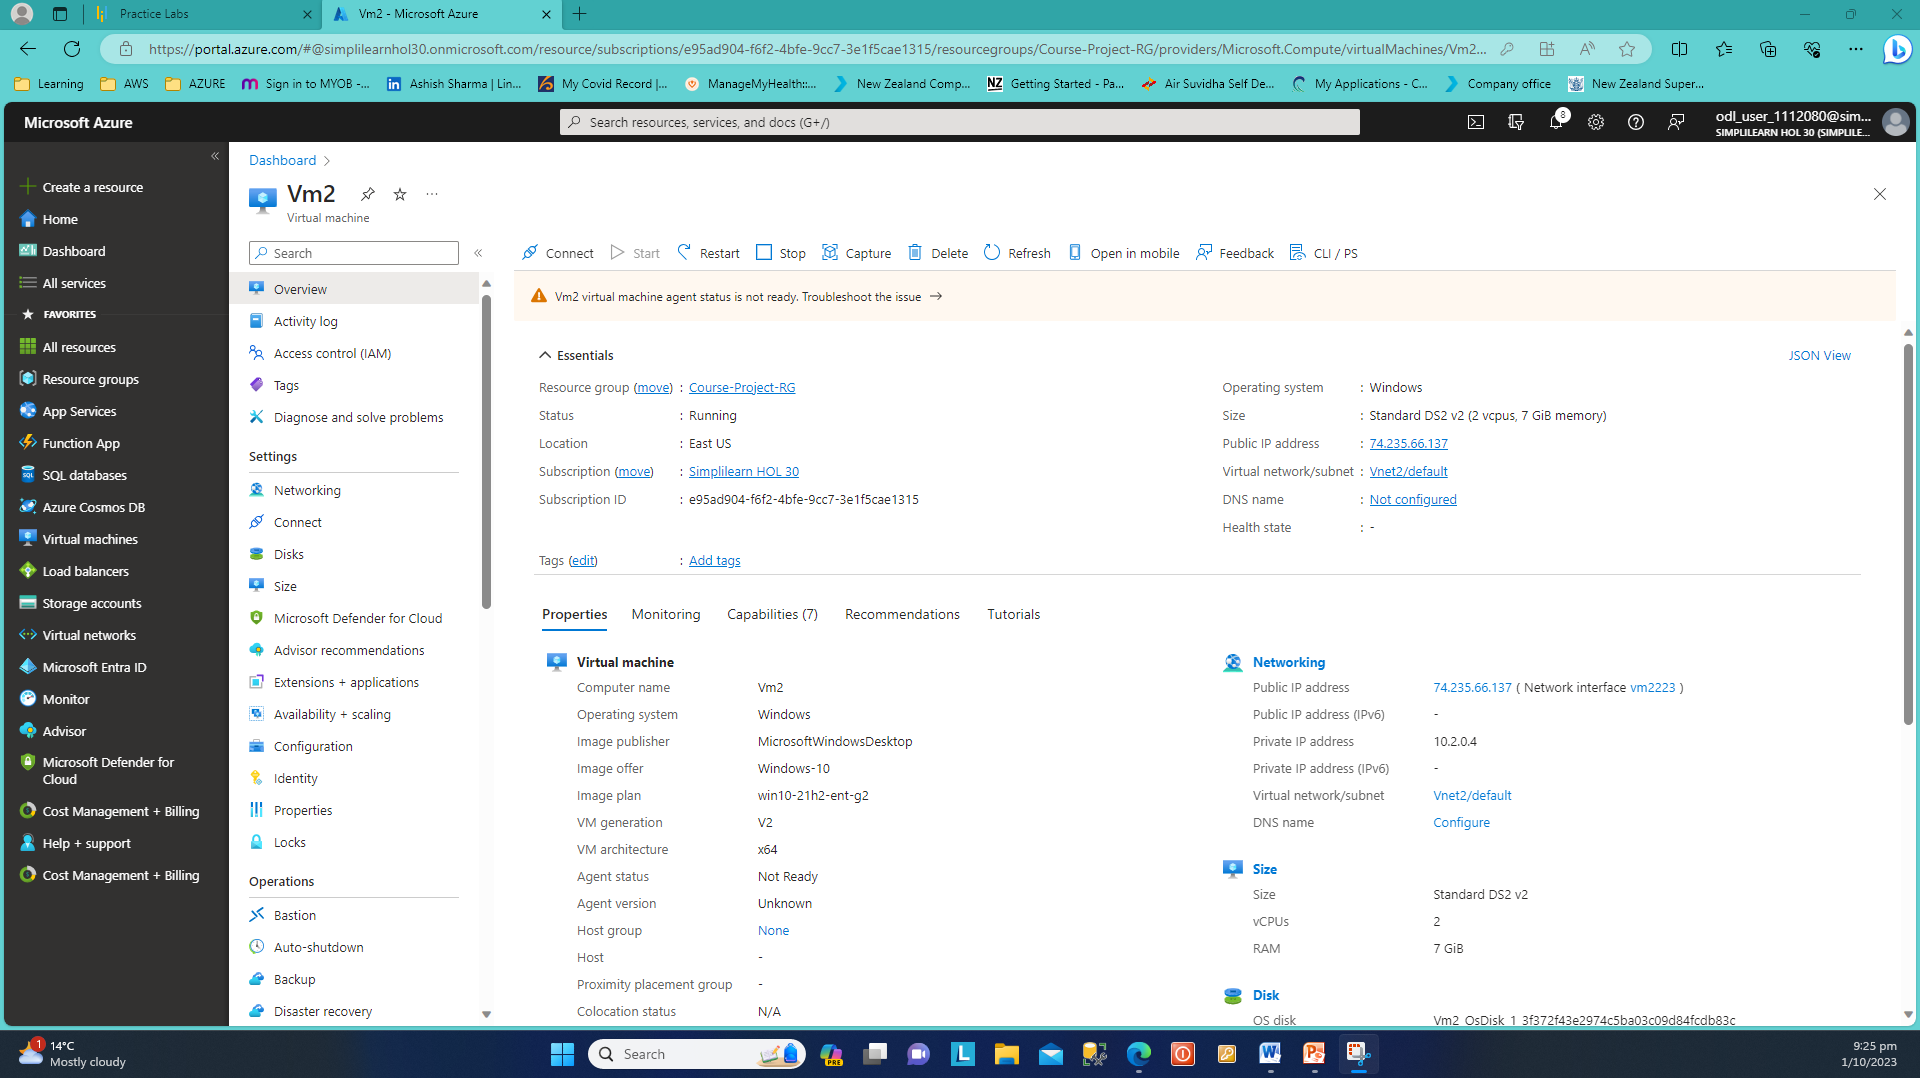 Practice Labs
Vm2 - Microsoft Azure
https://portal.azure.com/#@simplilearnhol30.onmicrosoft.com/resource/subscriptions/e95ad904-f6f2-4bfe-9cc7-3e1f5cae1315/resourcegroups/Course-Project-RG/providers/Microsoft.Compute/virtualMachines/Vm2...
Learning
AWS
AZURE
Sign in to MYOB -...
Ashish Sharma | Lin...
My Covid Record |...
ManageMyHealth::...
New Zealand Comp...
NZ
Getting Started - Pa...
Air Suvidha Self De...
My Applications - C...
Company office
New Zealand Super...
Microsoft Azure
Search resources, services, and docs (G+/)
8
odl_user_1112080@sim...
SIMPLILEARN HOL 30 (SIMPLILE...
Create a resource
Home
Dashboard
All services
FAVORITES
All resources
Resource groups
App Services
Function App
SQL databases
Azure Cosmos DB
Virtual machines
Load balancers
Storage accounts
Virtual networks
Microsoft Entra ID
Monitor
Advisor
Microsoft Defender for
Cloud
Cost Management + Billing
Help + support
Cost Management + Billing
Dashboard
Vm2
Virtual machine
Search
Overview
Activity log
Access control (IAM)
Tags
Diagnose and solve problems
Settings
Networking
Connect
Disks
Size
Microsoft Defender for Cloud
Advisor recommendations
Extensions + applications
Availability + scaling
Configuration
Identity
Properties
Locks
Operations
Bastion
Auto-shutdown
Backup
Disaster recovery
Connect
Start
Restart
Stop
Capture
Delete
Refresh
Open in mobile
Feedback
CLI / PS
Vm2 virtual machine agent status is not ready. Troubleshoot the issue →
Essentials
JSON View
Resource group (move) : Course-Project-RG
Status : Running
Location : East US
Subscription (move) : Simplilearn HOL 30
Subscription ID : e95ad904-f6f2-4bfe-9cc7-3e1f5cae1315
Operating system : Windows
Size : Standard DS2 v2 (2 vcpus, 7 GiB memory)
Public IP address : 74.235.66.137
Virtual network/subnet : Vnet2/default
DNS name : Not configured
Health state : -
Tags (edit) : Add tags
Properties
Monitoring
Capabilities (7)
Recommendations
Tutorials
Virtual machine
Computer name Vm2
Operating system Windows
Image publisher MicrosoftWindowsDesktop
Image offer Windows-10
Image plan win10-21h2-ent-g2
VM generation V2
VM architecture x64
Agent status Not Ready
Agent version Unknown
Host group None
Host -
Proximity placement group -
Colocation status N/A
Networking
Public IP address 74.235.66.137 ( Network interface vm2223 )
Public IP address (IPv6) -
Private IP address 10.2.0.4
Private IP address (IPv6) -
Virtual network/subnet Vnet2/default
DNS name Configure
Size
Size Standard DS2 v2
vCPUs 2
RAM 7 GiB
Disk
OS disk Vm2_OsDisk_1_3f372f43e2974c5ba03c09d84fcdb83c
1
14°C
Mostly cloudy
Search
PRE
9:25 pm
1/10/2023